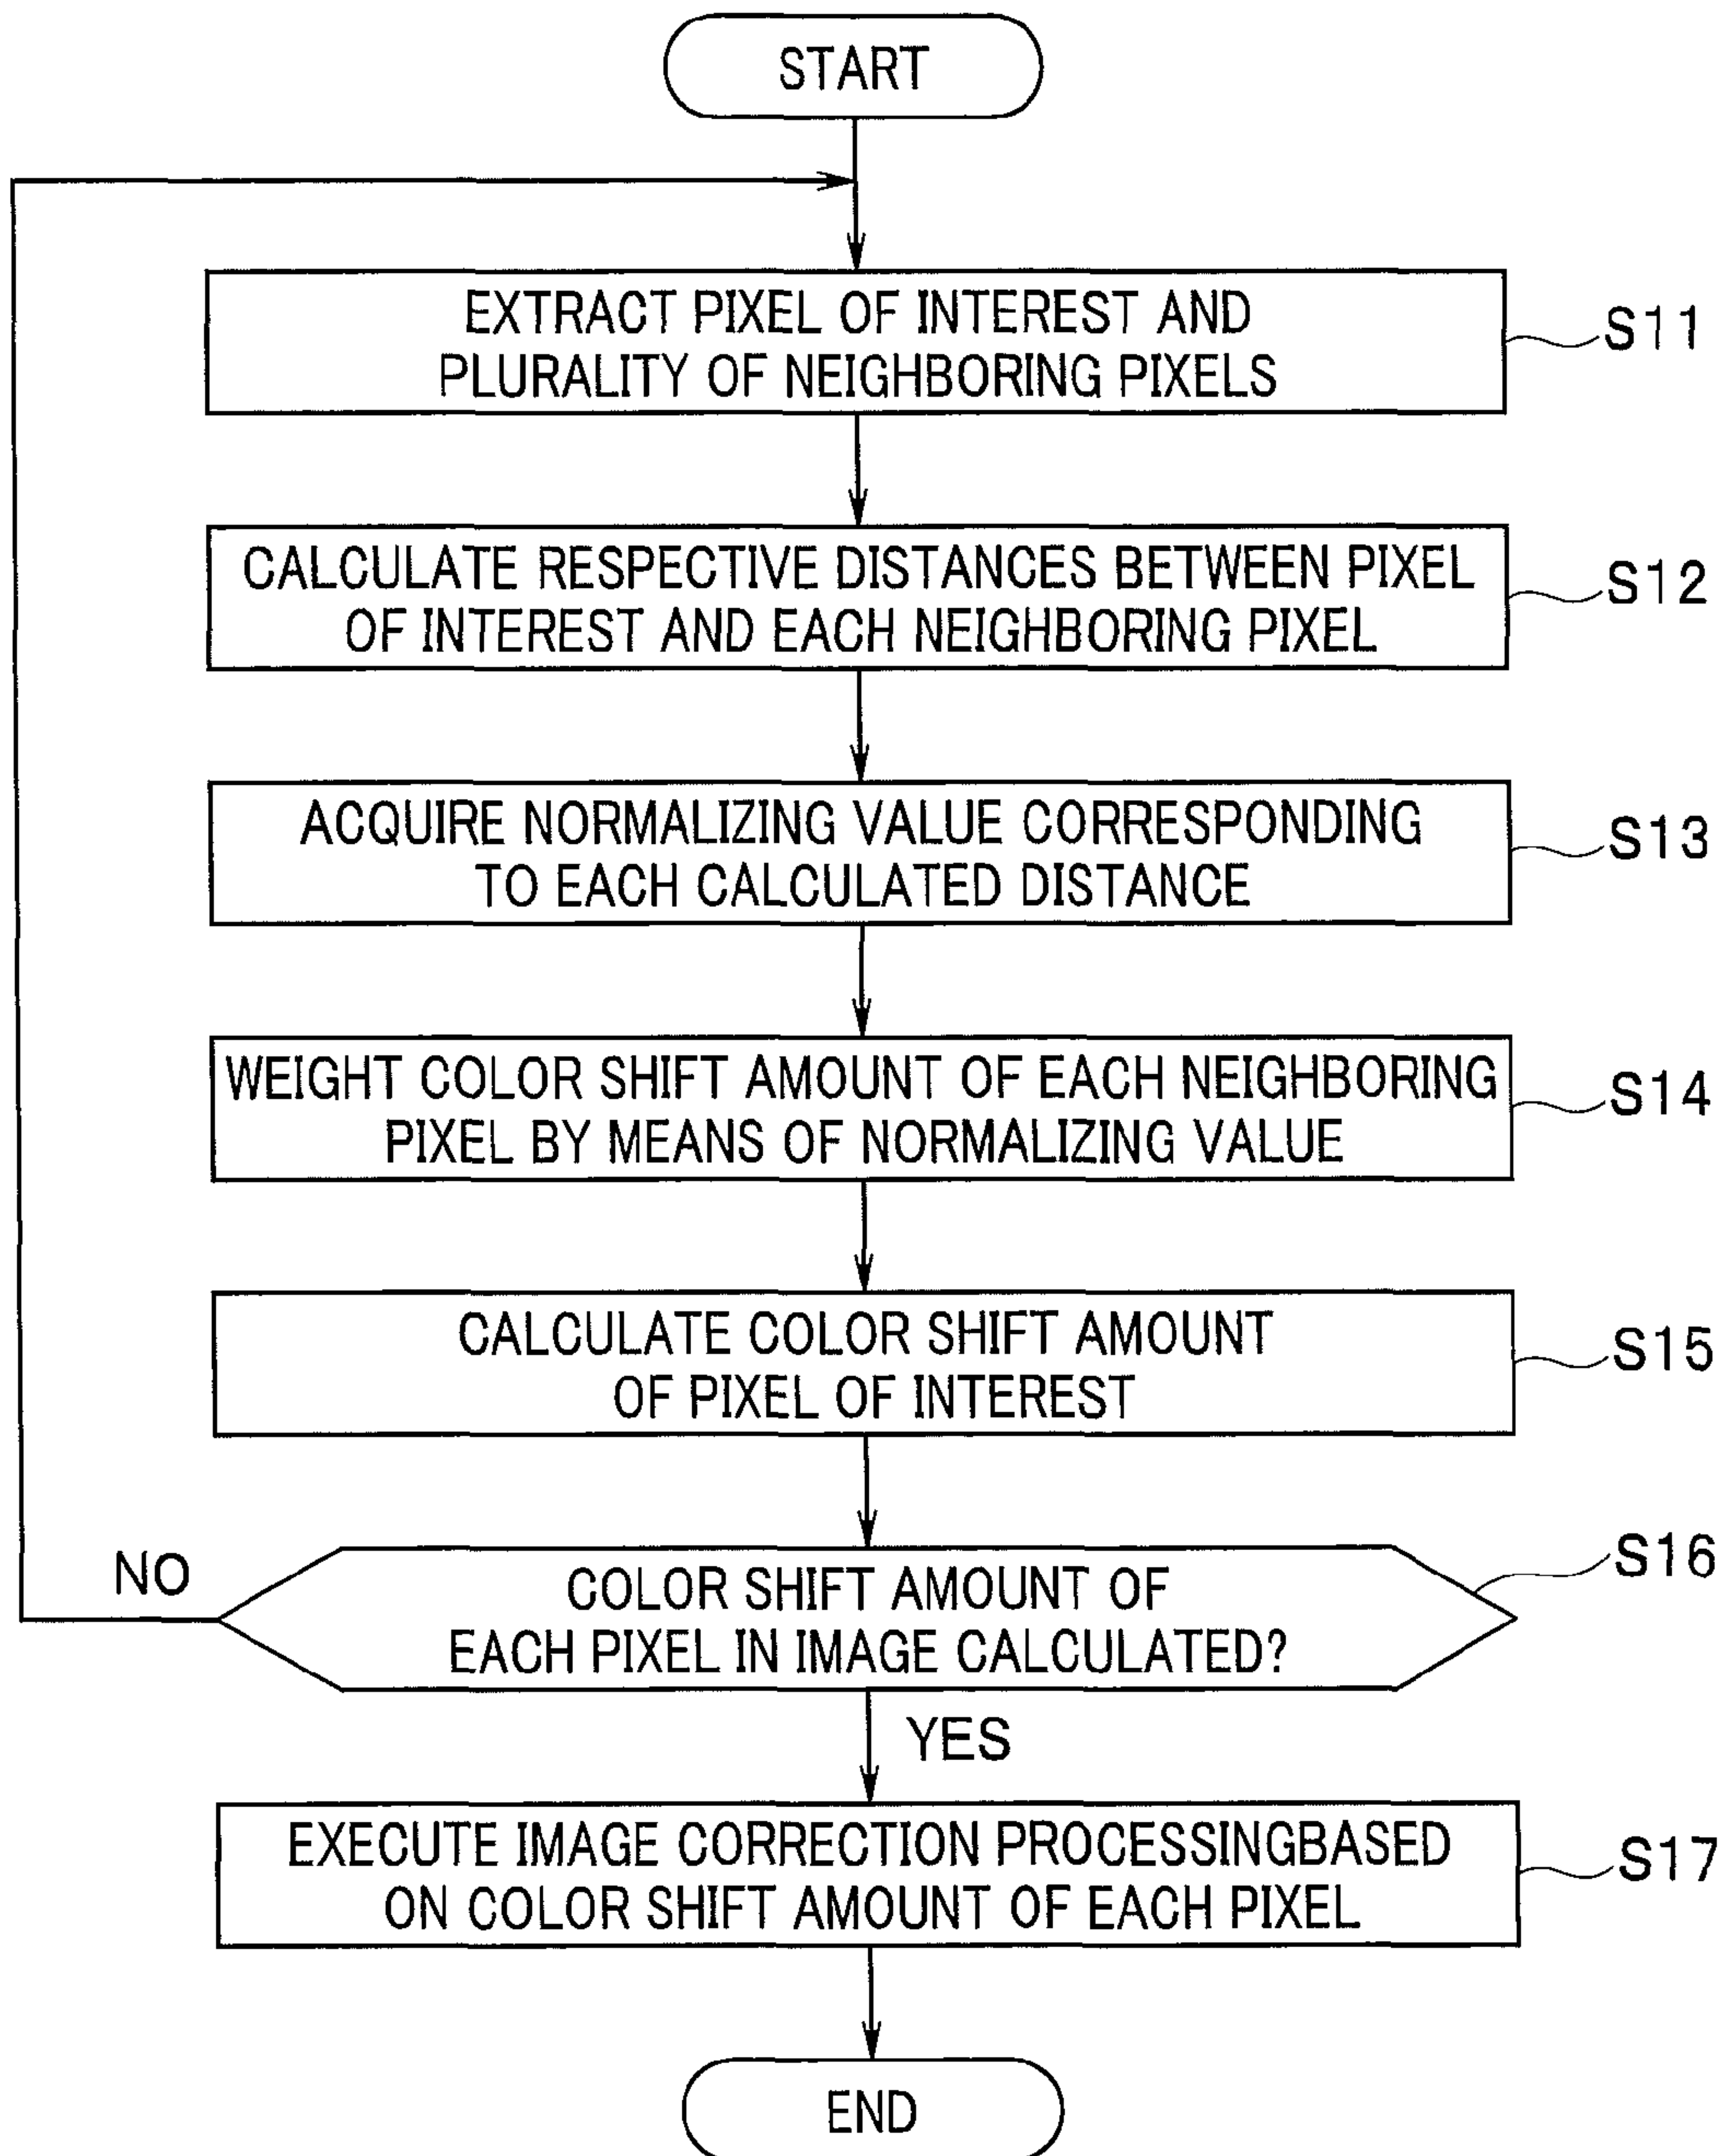 START
EXTRACT PIXEL OF INTEREST AND
PLURALITY OF NEIGHBORING PIXELS
S11
CALCULATE RESPECTIVE DISTANCES BETWEEN PIXEL
OF INTEREST AND EACH NEIGHBORING PIXEL
S12
ACQUIRE NORMALIZING VALUE CORRESPONDING
TO EACH CALCULATED DISTANCE
S13
WEIGHT COLOR SHIFT AMOUNT OF EACH NEIGHBORING
PIXEL BY MEANS OF NORMALIZING VALUE
S14
CALCULATE COLOR SHIFT AMOUNT
OF PIXEL OF INTEREST
S15
NO
COLOR SHIFT AMOUNT OF
EACH PIXEL IN IMAGE CALCULATED?
S16
YES
EXECUTE IMAGE CORRECTION PROCESSINGBASED
ON COLOR SHIFT AMOUNT OF EACH PIXEL
S17
END